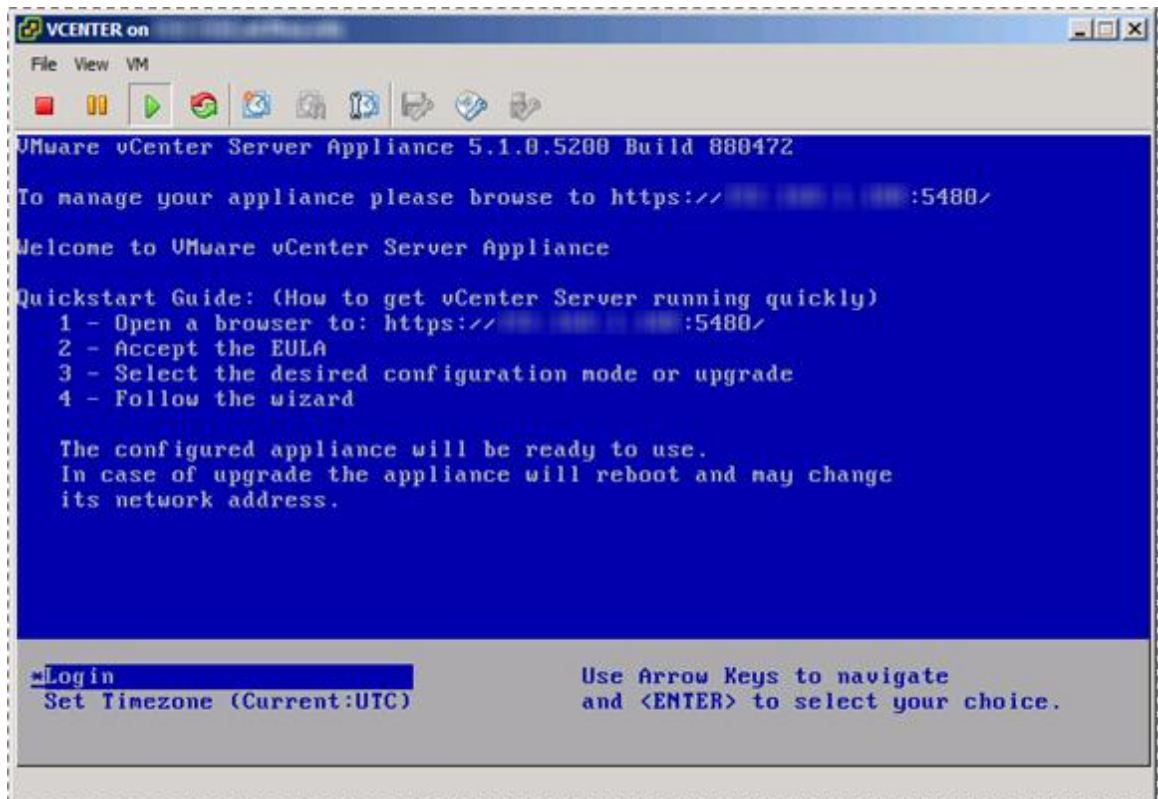 VCENTER on
File View VM
VMware vCenter Server Appliance 5.1.0.5200 Build 880472
To manage your appliance please browse to https:// :5480/
Welcome to VMware vCenter Server Appliance
Quickstart Guide: (How to get vCenter Server running quickly)
1 - Open a browser to: https:// :5480/
2 - Accept the EULA
3 - Select the desired configuration mode or upgrade
4 - Follow the wizard
The configured appliance will be ready to use.
In case of upgrade the appliance will reboot and may change
its network address.
*Login
Set Timezone (Current:UTC)
Use Arrow Keys to navigate
and <ENTER> to select your choice.